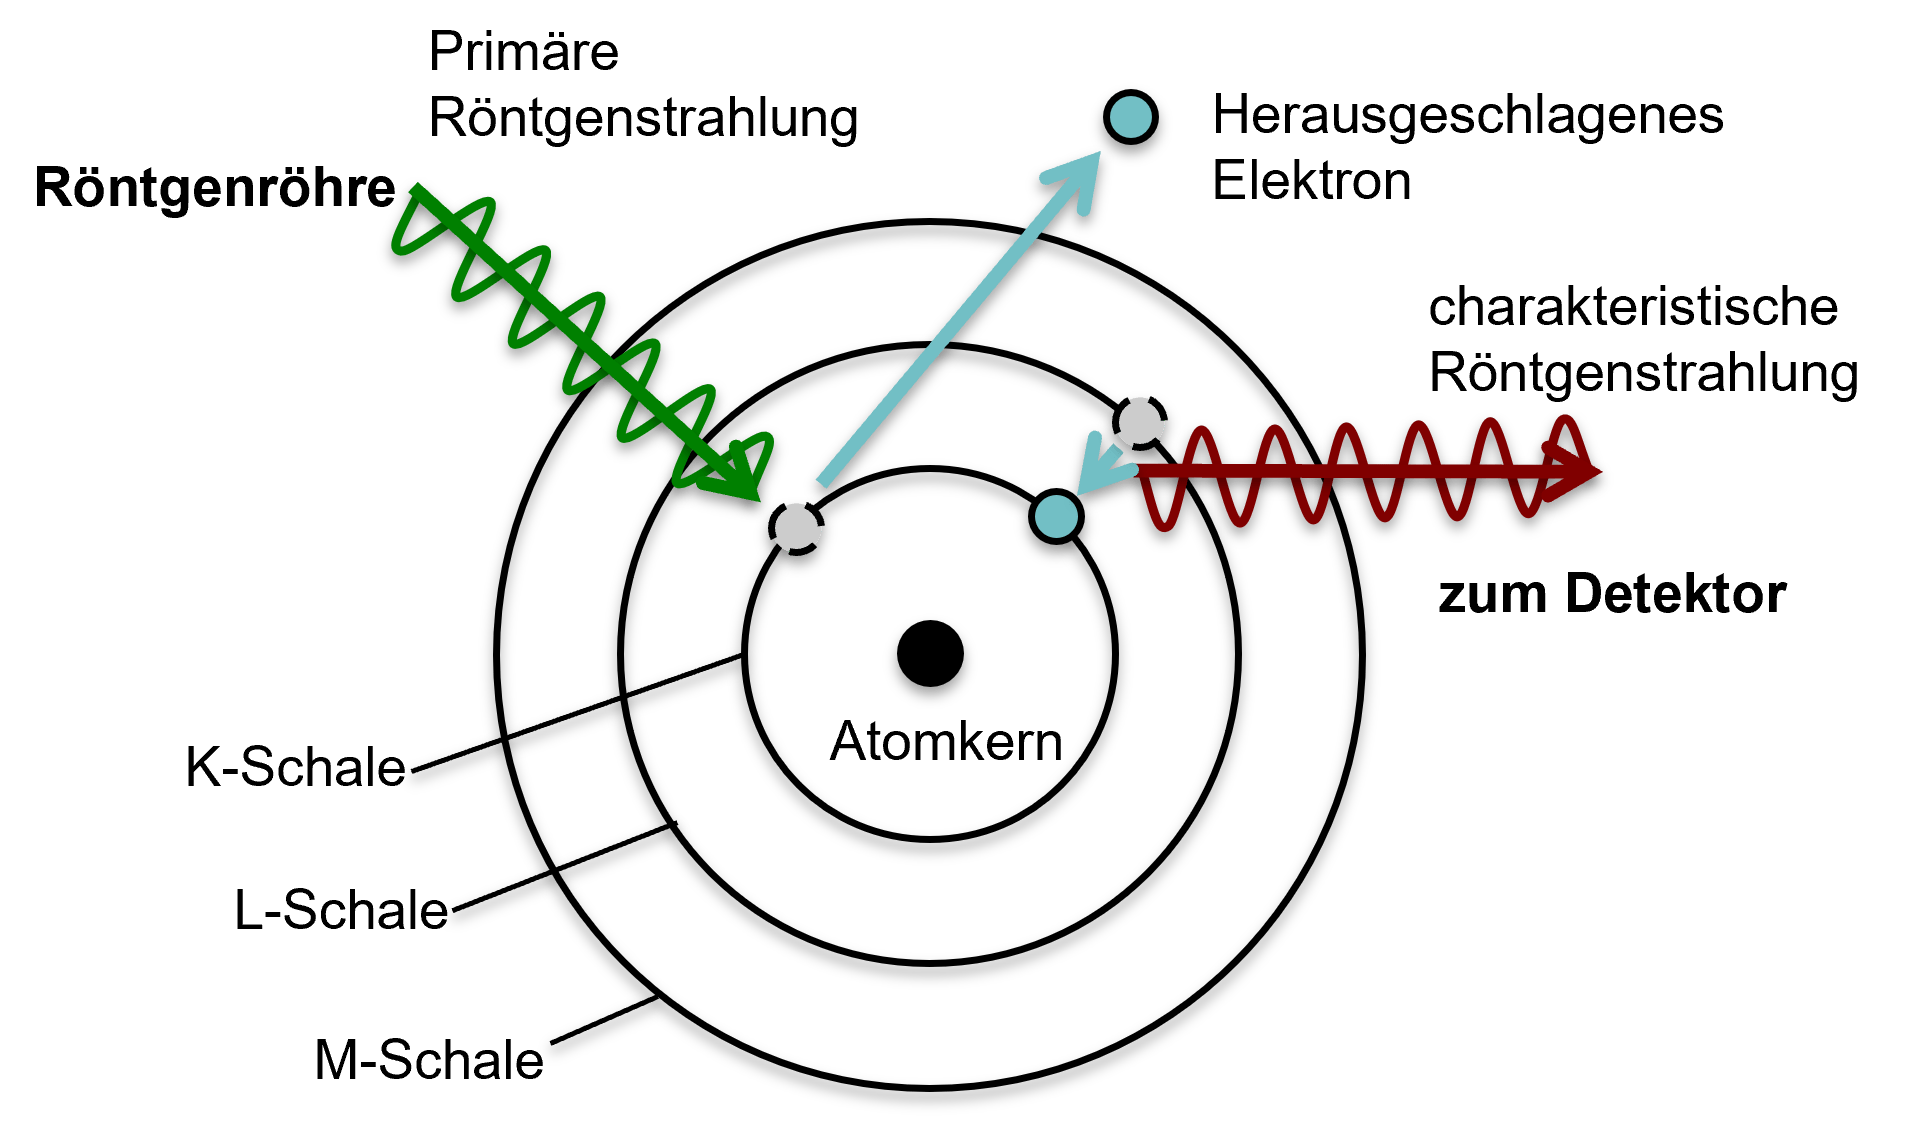 Primäre
Röntgenstrahlung
Röntgenröhre
Herausgeschlagenes
Elektron
charakteristische
Röntgenstrahlung
zum Detektor
Atomkern
K-Schale
L-Schale
M-Schale